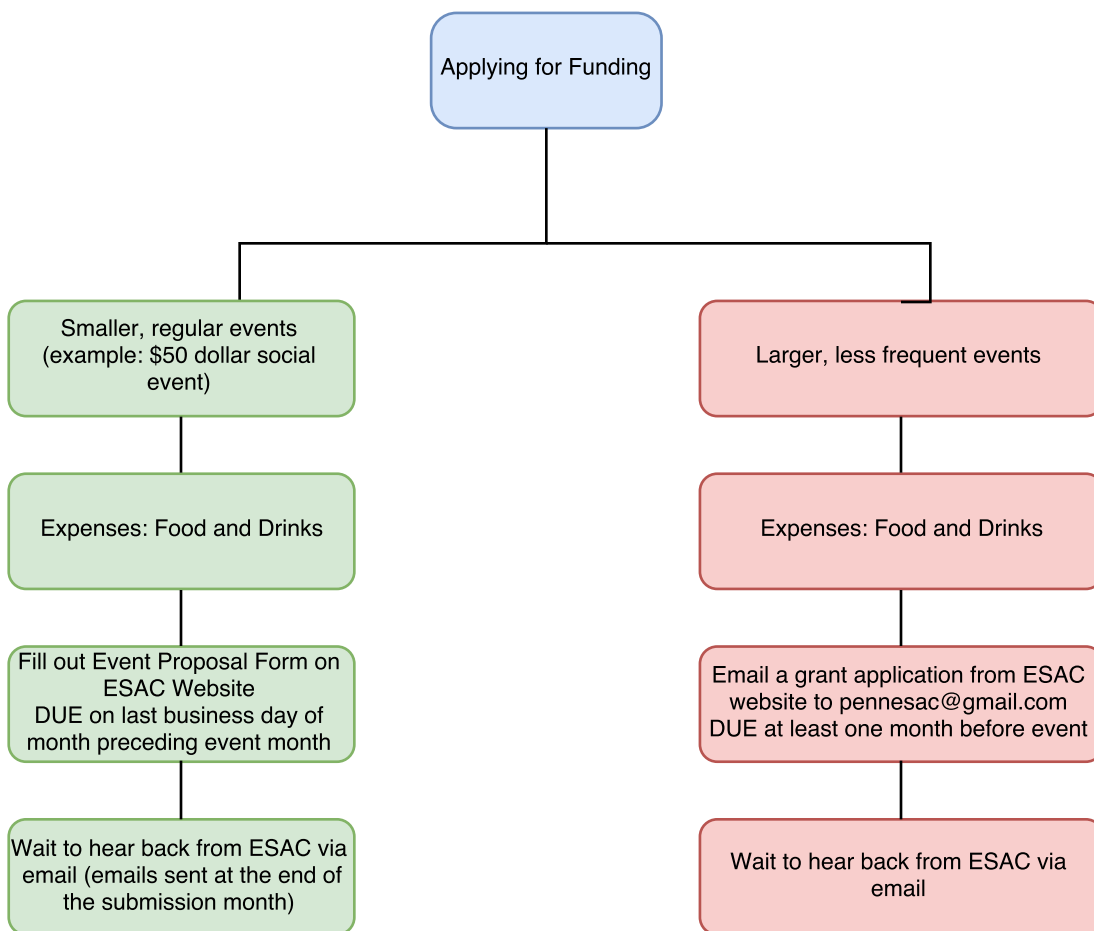 Applying for Funding
Smaller, regular events
(example: $50 dollar social
event)
Larger, less frequent events
Expenses: Food and Drinks
Expenses: Food and Drinks
Fill out Event Proposal Form on
ESAC Website
DUE on last business day of
month preceding event month
Email a grant application from ESAC
website to pennesac@gmail.com
DUE at least one month before event
Wait to hear back from ESAC via
email (emails sent at the end of
the submission month)
Wait to hear back from ESAC via
email